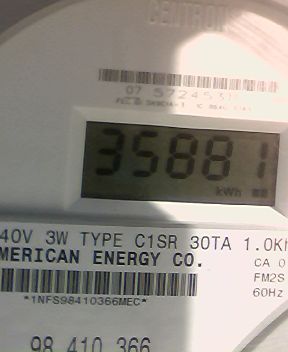 CENTRON
35881
kWh
40V 3W TYPE C1SR 30TA 1.0Kh
MERICAN ENERGY CO.
CA 0
FM2S
60Hz
*1NFS98410366MEC*
98 410 366